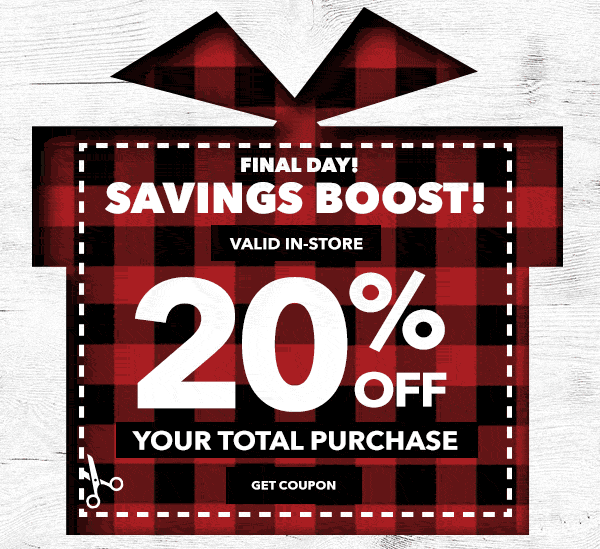 FINAL DAY!
SAVINGS BOOST!
VALID IN-STORE
20%
OFF
YOUR TOTAL PURCHASE
GET COUPON